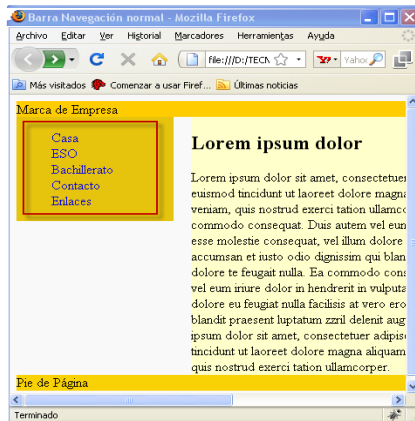 Barra Navegación normal - Mozilla Firefox
Archivo Editar Ver Historial Marcadores Herramientas Ayuda
file:///D:/TECN
Yahoo
Más visitados Comenzar a usar Firef... Últimas noticias
Marca de Empresa
Casa
ESO
Bachillerato
Contacto
Enlaces
Lorem ipsum dolor
Lorem ipsum dolor sit amet, consectetuer
euismod tincidunt ut laoreet dolore magna
veniam, quis nostrud exerci tation ullamco
commodo consequat. Duis autem vel eum
esse molestie consequat, vel illum dolore
accumsan et iusto odio dignissim qui blan
dolore te feugait nulla. Ea commodo cons
vel eum iriure dolor in hendrerit in vulputa
dolore eu feugiat nulla facilisis at vero ero
blandit praesent luptatum zzril delenit aug
ipsum dolor sit amet, consectetuer adipisc
tincidunt ut laoreet dolore magna aliquam
quis nostrud exerci tation ullamcorper.
Pie de Página
Terminado